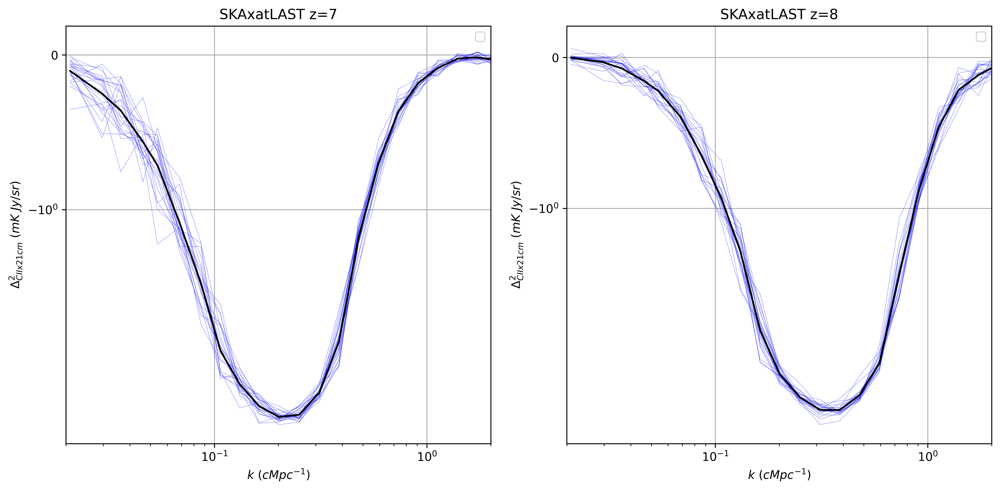 SKAxatLAST z=7
0
−10⁰
Δ²CIIx21cm (mK Jy/sr)
10⁻¹
10⁰
k (cMpc⁻¹)
SKAxatLAST z=8
0
−10⁰
Δ²CIIx21cm (mK Jy/sr)
10⁻¹
10⁰
k (cMpc⁻¹)